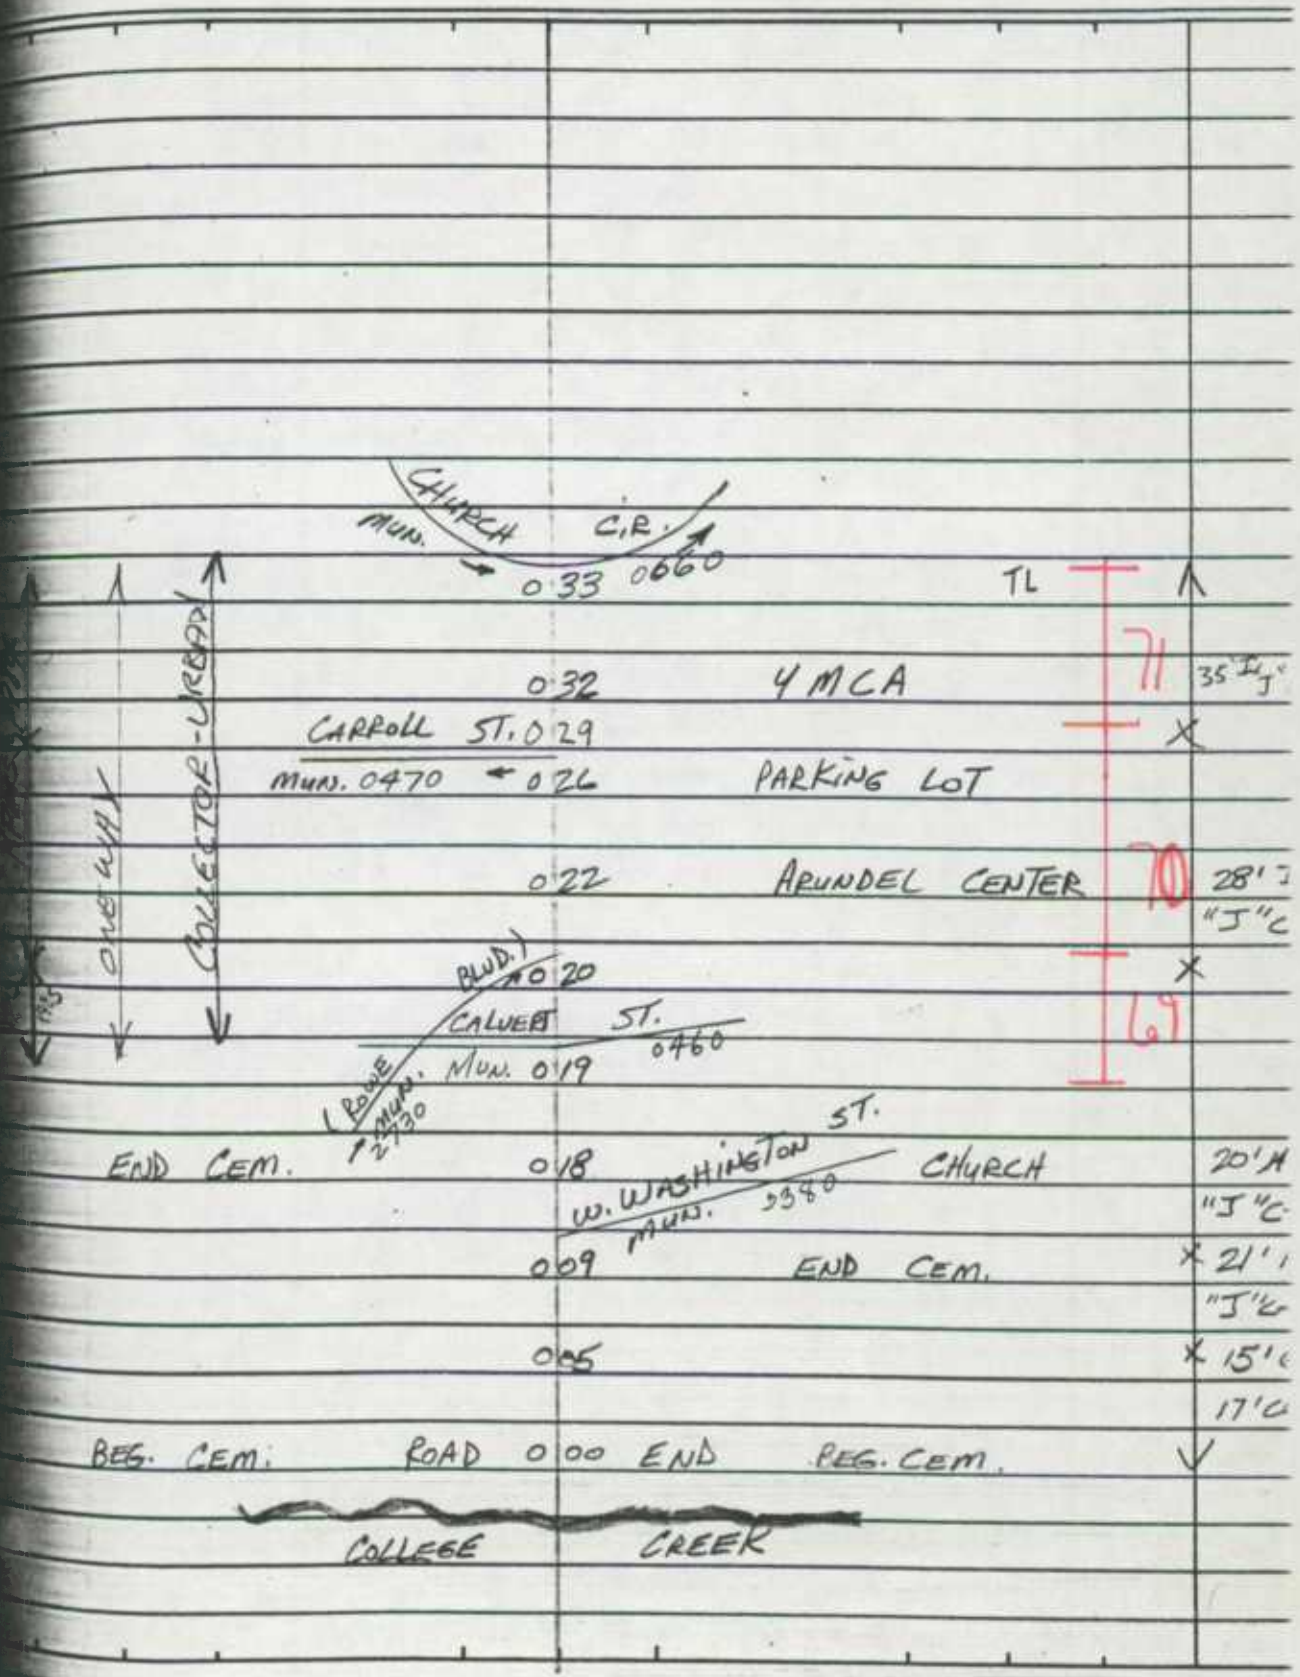 CHURCH CIR.
MUN. 0660
0.33
TL
71
0.32 YMCA
35'
CARROLL ST. 0.29
MUN. 0470 0.26 PARKING LOT
COLLECTOR-URBAN
ONE WAY
70
0.22 ARUNDEL CENTER
28'
"J" C
(ROWE BLVD.) 0.20
MUN. 2730
CALVERT ST.
MUN. 0.19 0460
69
END CEM. 0.18 CHURCH
20'
"J" C
W. WASHINGTON ST.
MUN.
0.09 END CEM.
21'
"J"
0.05
15'
17'
BEG. CEM. ROAD 0.00 END BEG. CEM.
COLLEGE CREEK